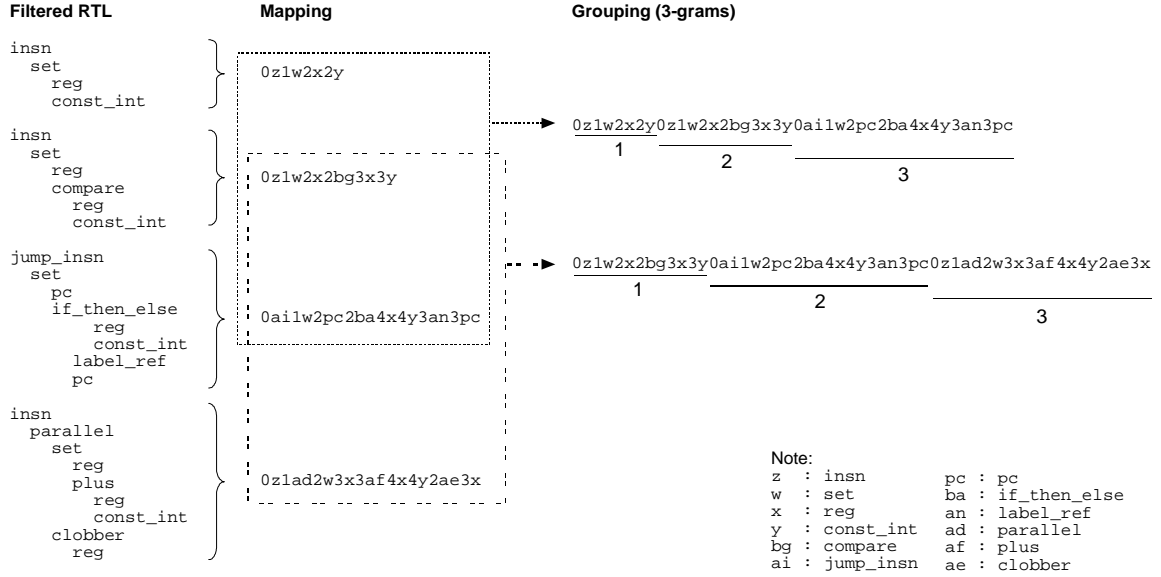 Filtered RTL
Mapping
Grouping (3-grams)
insn
set
reg
const_int
0z1w2x2y
insn
set
reg
compare
reg
const_int
0z1w2x2bg3x3y
jump_insn
set
pc
if_then_else
reg
const_int
label_ref
pc
0ai1w2pc2ba4x4y3an3pc
insn
parallel
set
reg
plus
reg
const_int
clobber
reg
0z1ad2w3x3af4x4y2ae3x
0z1w2x2y0z1w2x2bg3x3y0ai1w2pc2ba4x4y3an3pc
1
2
3
0z1w2x2bg3x3y0ai1w2pc2ba4x4y3an3pc0z1ad2w3x3af4x4y2ae3x
1
2
3
Note:
z : insn
w : set
x : reg
y : const_int
bg : compare
ai : jump_insn
pc : pc
ba : if_then_else
an : label_ref
ad : parallel
af : plus
ae : clobber